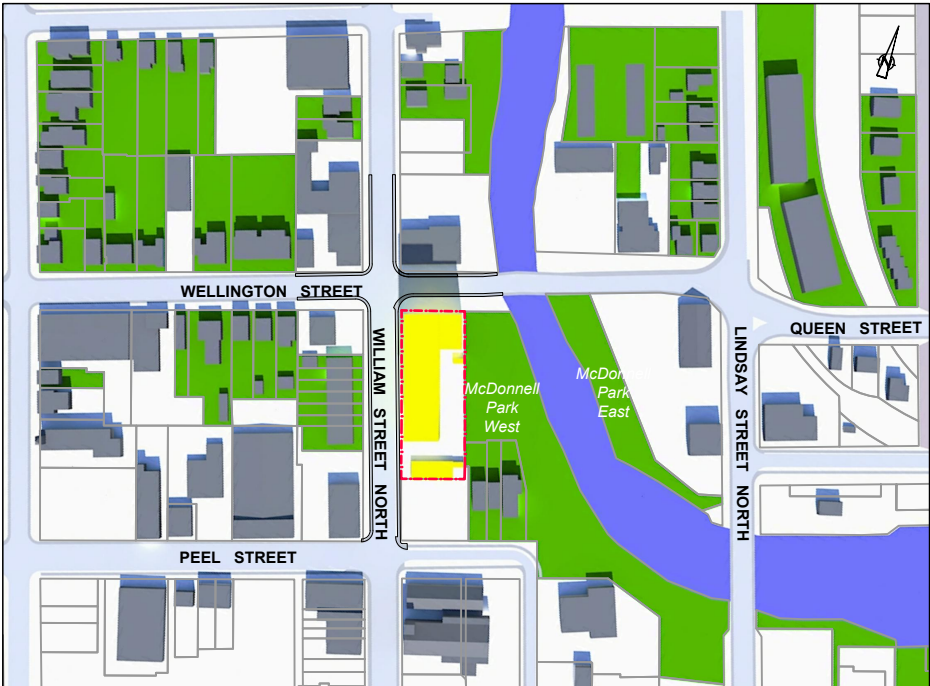 N
WELLINGTON STREET
QUEEN STREET
WILLIAM STREET NORTH
LINDSAY STREET NORTH
McDonnell
Park
West
McDonnell
Park
East
PEEL STREET